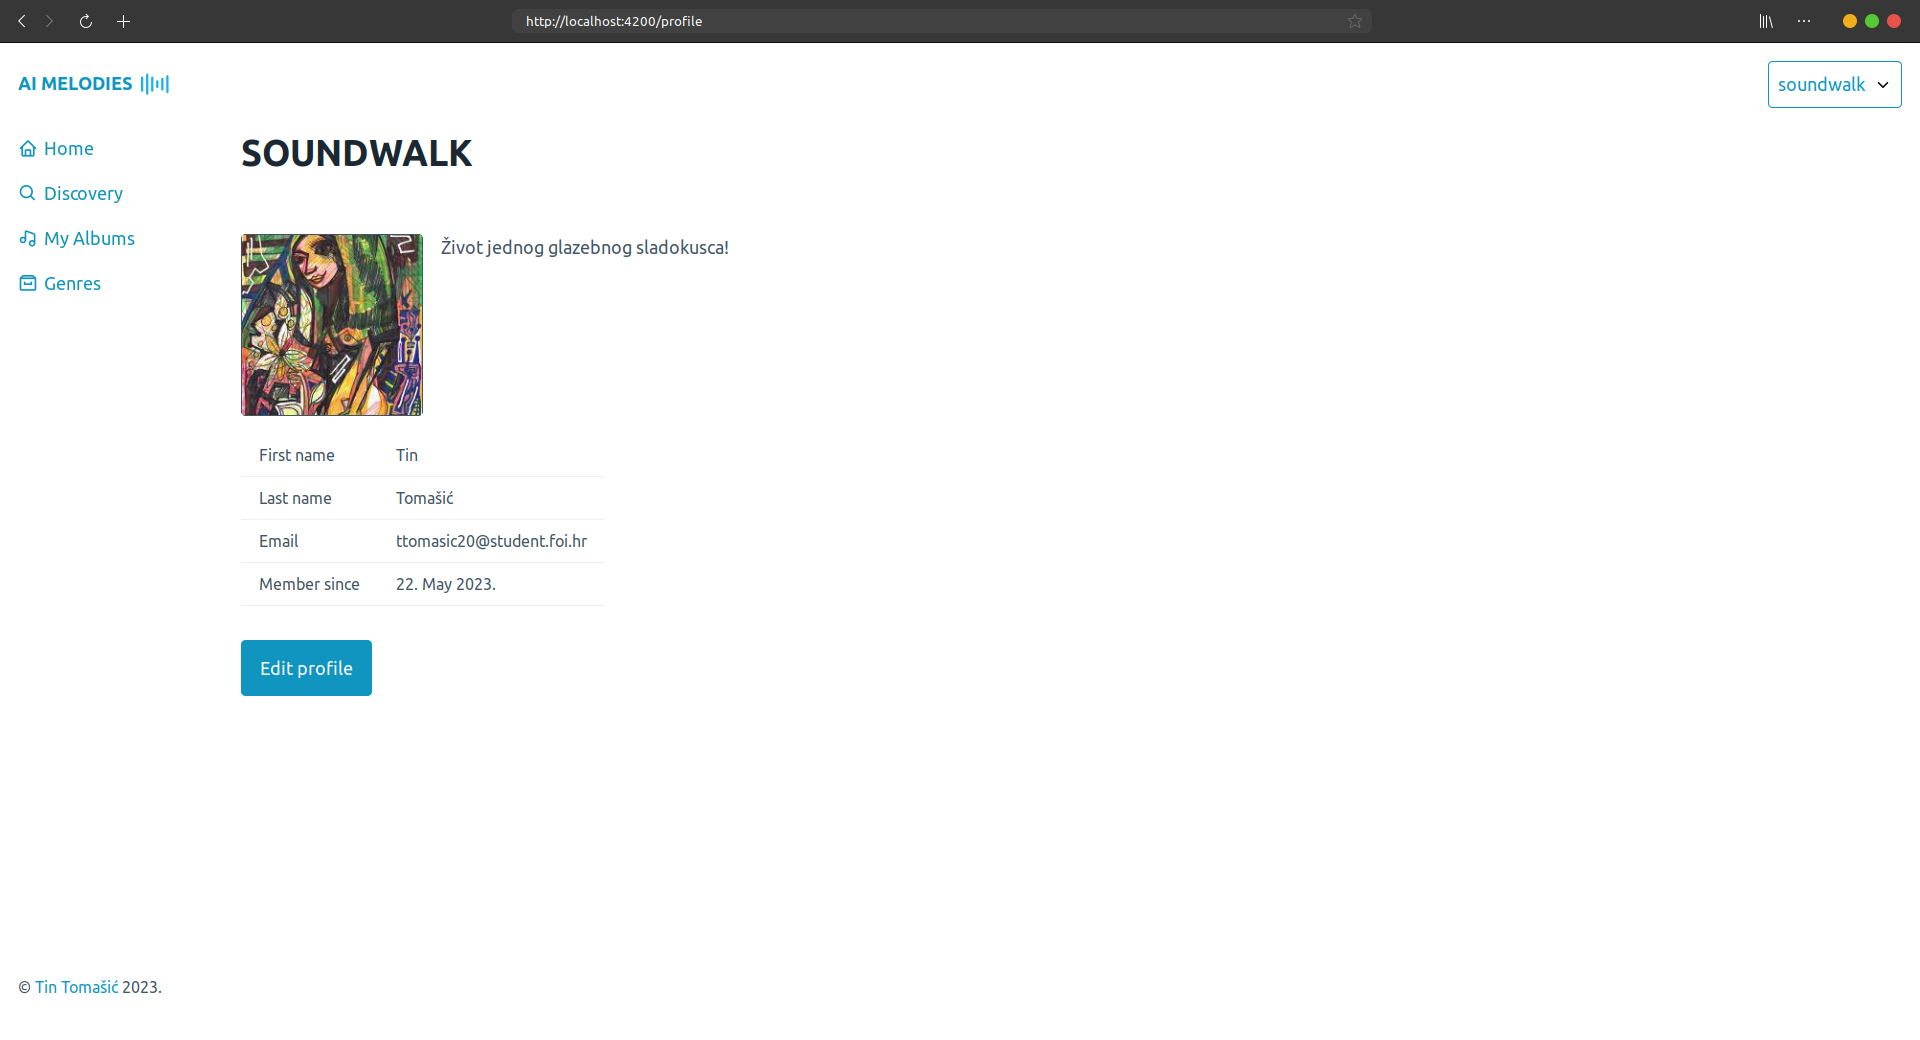 http://localhost:4200/profile
AI MELODIES
soundwalk
Home
Discovery
My Albums
Genres
SOUNDWALK
Život jednog glazebnog sladokusca!
First name Tin
Last name Tomašić
Email ttomasic20@student.foi.hr
Member since 22. May 2023.
Edit profile
© Tin Tomašić 2023.